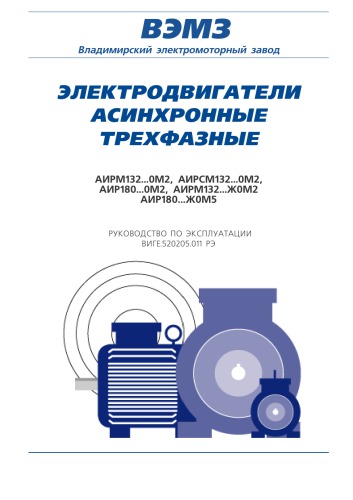 ВЭМЗ
Владимирский электромоторный завод
ЭЛЕКТРОДВИГАТЕЛИ
АСИНХРОННЫЕ
ТРЕХФАЗНЫЕ
АИРМ132...0М2, АИРСМ132...0М2,
АИР180...0М2, АИРМ132...Ж0М2
АИР180...Ж0М5
РУКОВОДСТВО ПО ЭКСПЛУАТАЦИИ
ВИГЕ.520205.011 РЭ